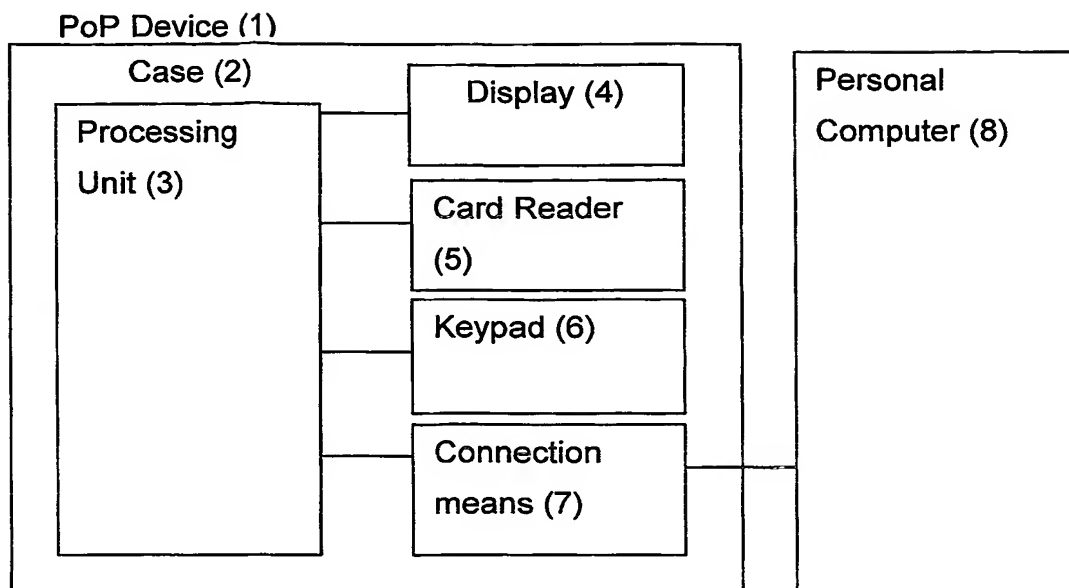 PoP Device (1)
Case (2)
Processing
Unit (3)
Display (4)
Card Reader
(5)
Keypad (6)
Connection
means (7)
Personal
Computer (8)